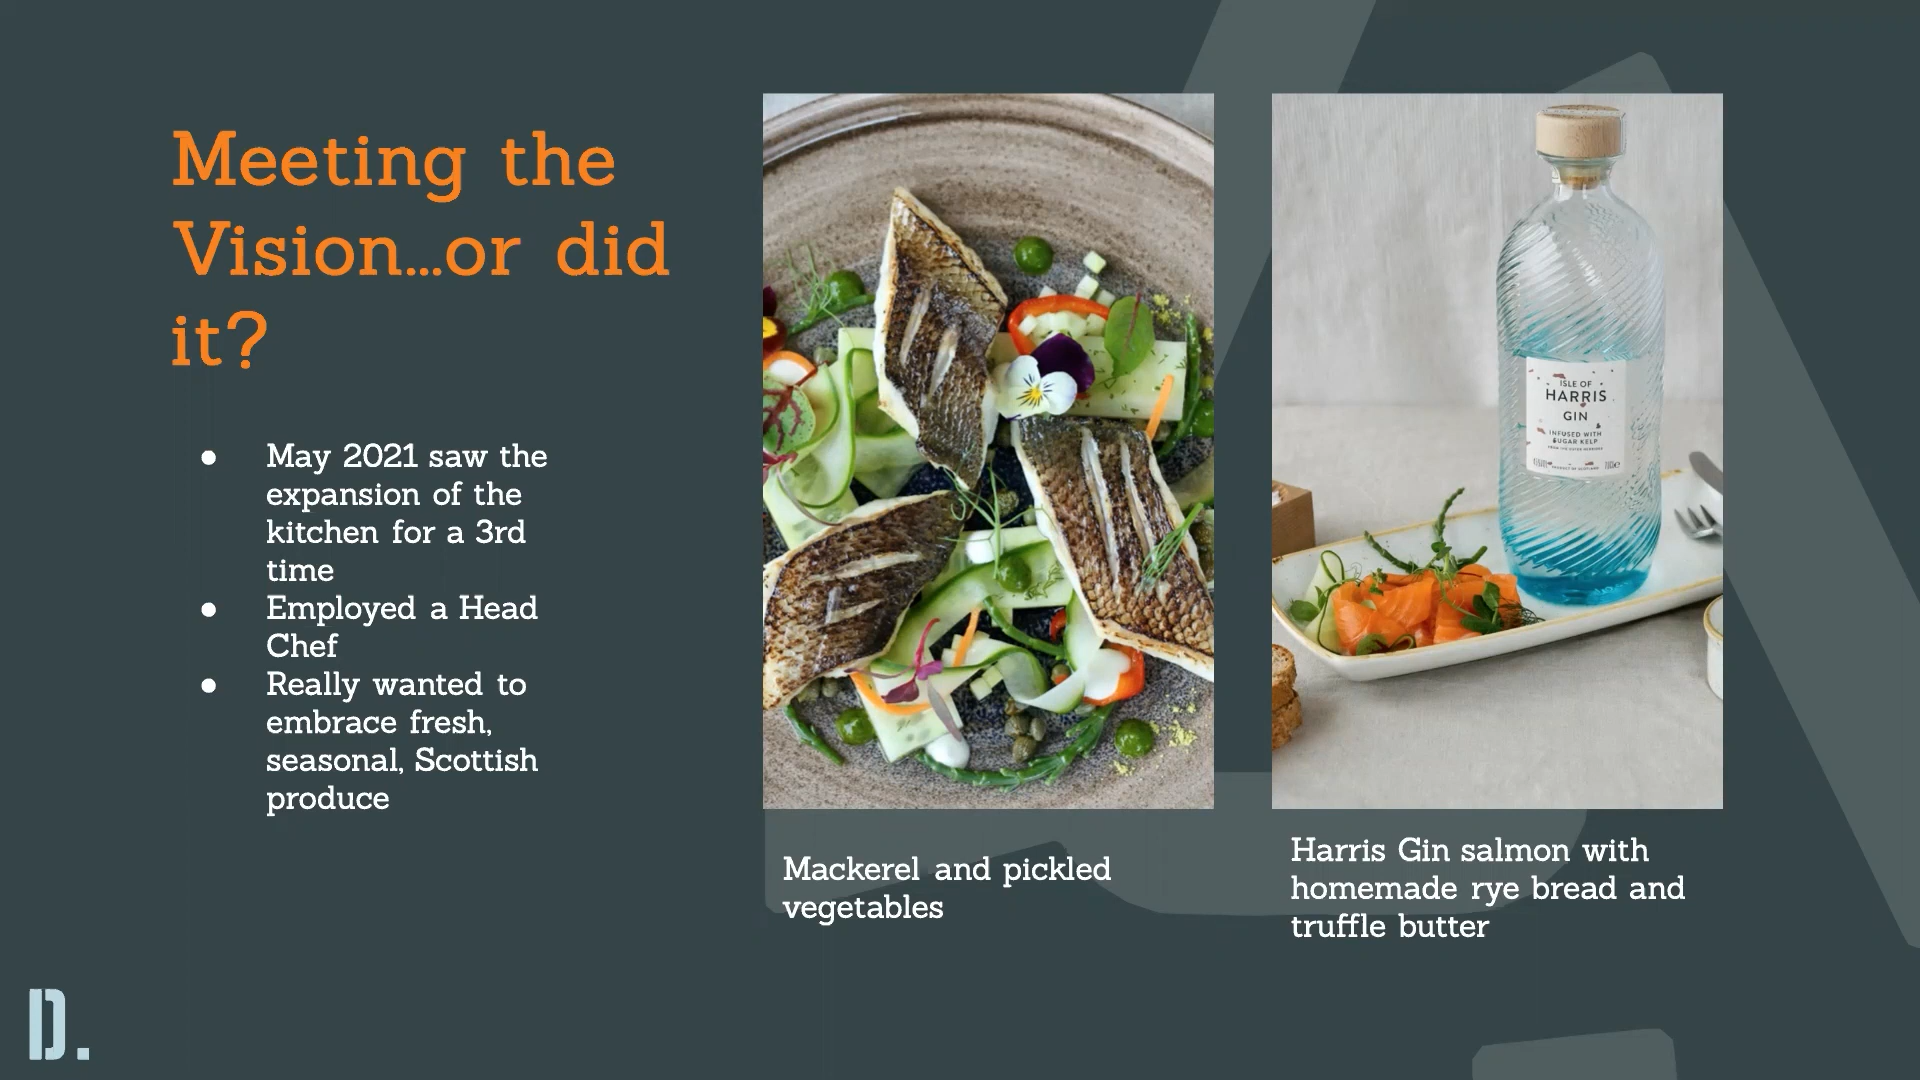 Meeting the
Vision...or did
it?
● May 2021 saw the
expansion of the
kitchen for a 3rd
time
● Employed a Head
Chef
● Really wanted to
embrace fresh,
seasonal, Scottish
produce
Mackerel and pickled
vegetables
ISLE OF
HARRIS
GIN
INFUSED WITH
SUGAR KELP
Harris Gin salmon with
homemade rye bread and
truffle butter
D.